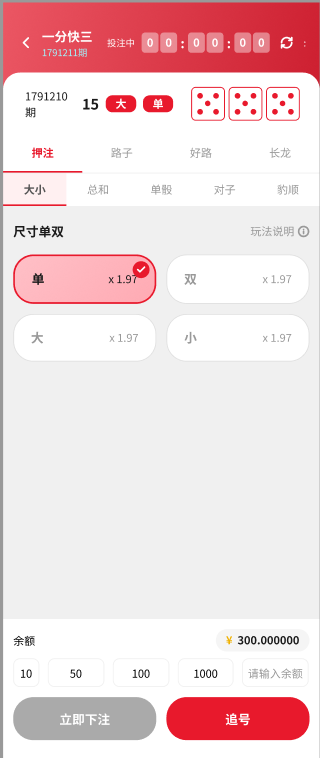 一分快三
1791211期
投注中 0 0 : 0 0 : 0 0
1791210
期
15 大 单
押注 路子 好路 长龙
大小 总和 单骰 对子 豹顺
尺寸单双 玩法说明
单 x 1.97 双 x 1.97
大 x 1.97 小 x 1.97
余额 ¥ 300.000000
10 50 100 1000 请输入余额
立即下注 追号